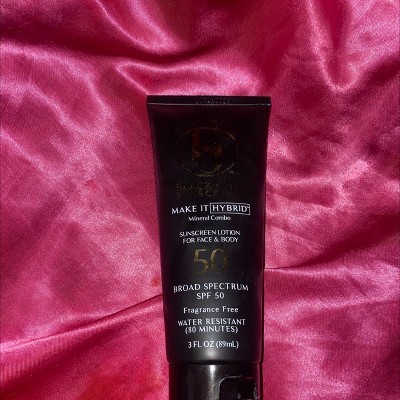 MAKE IT HYBRID®
Mineral Combo
SUNSCREEN LOTION
FOR FACE & BODY
50
BROAD SPECTRUM
SPF 50
Fragrance Free
WATER RESISTANT
(80 MINUTES)
3 FL OZ (89mL)